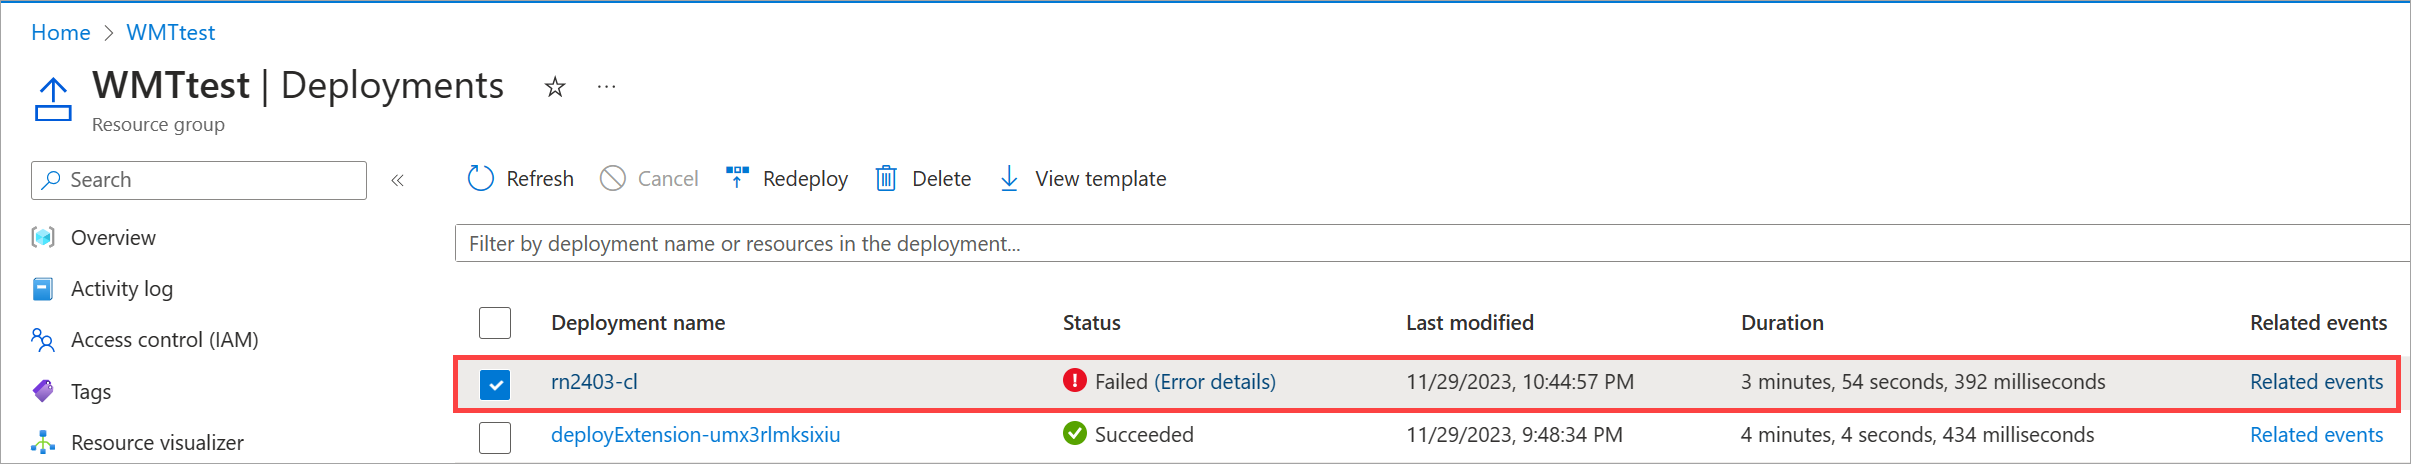 Home > WMTtest
WMTtest | Deployments ☆ ...
Resource group
Search «
Refresh Cancel Redeploy Delete View template
Overview
Filter by deployment name or resources in the deployment...
Activity log
Deployment name Status Last modified Duration Related events
Access control (IAM)
rn2403-cl Failed (Error details) 11/29/2023, 10:44:57 PM 3 minutes, 54 seconds, 392 milliseconds Related events
Tags
deployExtension-umx3rlmksixiu Succeeded 11/29/2023, 9:48:34 PM 4 minutes, 4 seconds, 434 milliseconds Related events
Resource visualizer